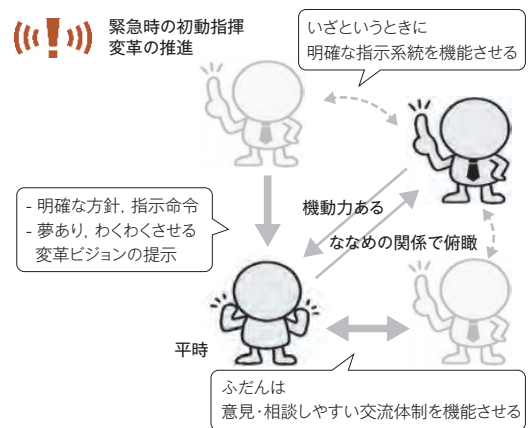 緊急時の初動指揮
変革の推進
いざというときに
明確な指示系統を機能させる
- 明確な方針，指示命令
- 夢あり，わくわくさせる
変革ビジョンの提示
機動力ある
ななめの関係で俯瞰
平時
ふだんは
意見・相談しやすい交流体制を機能させる